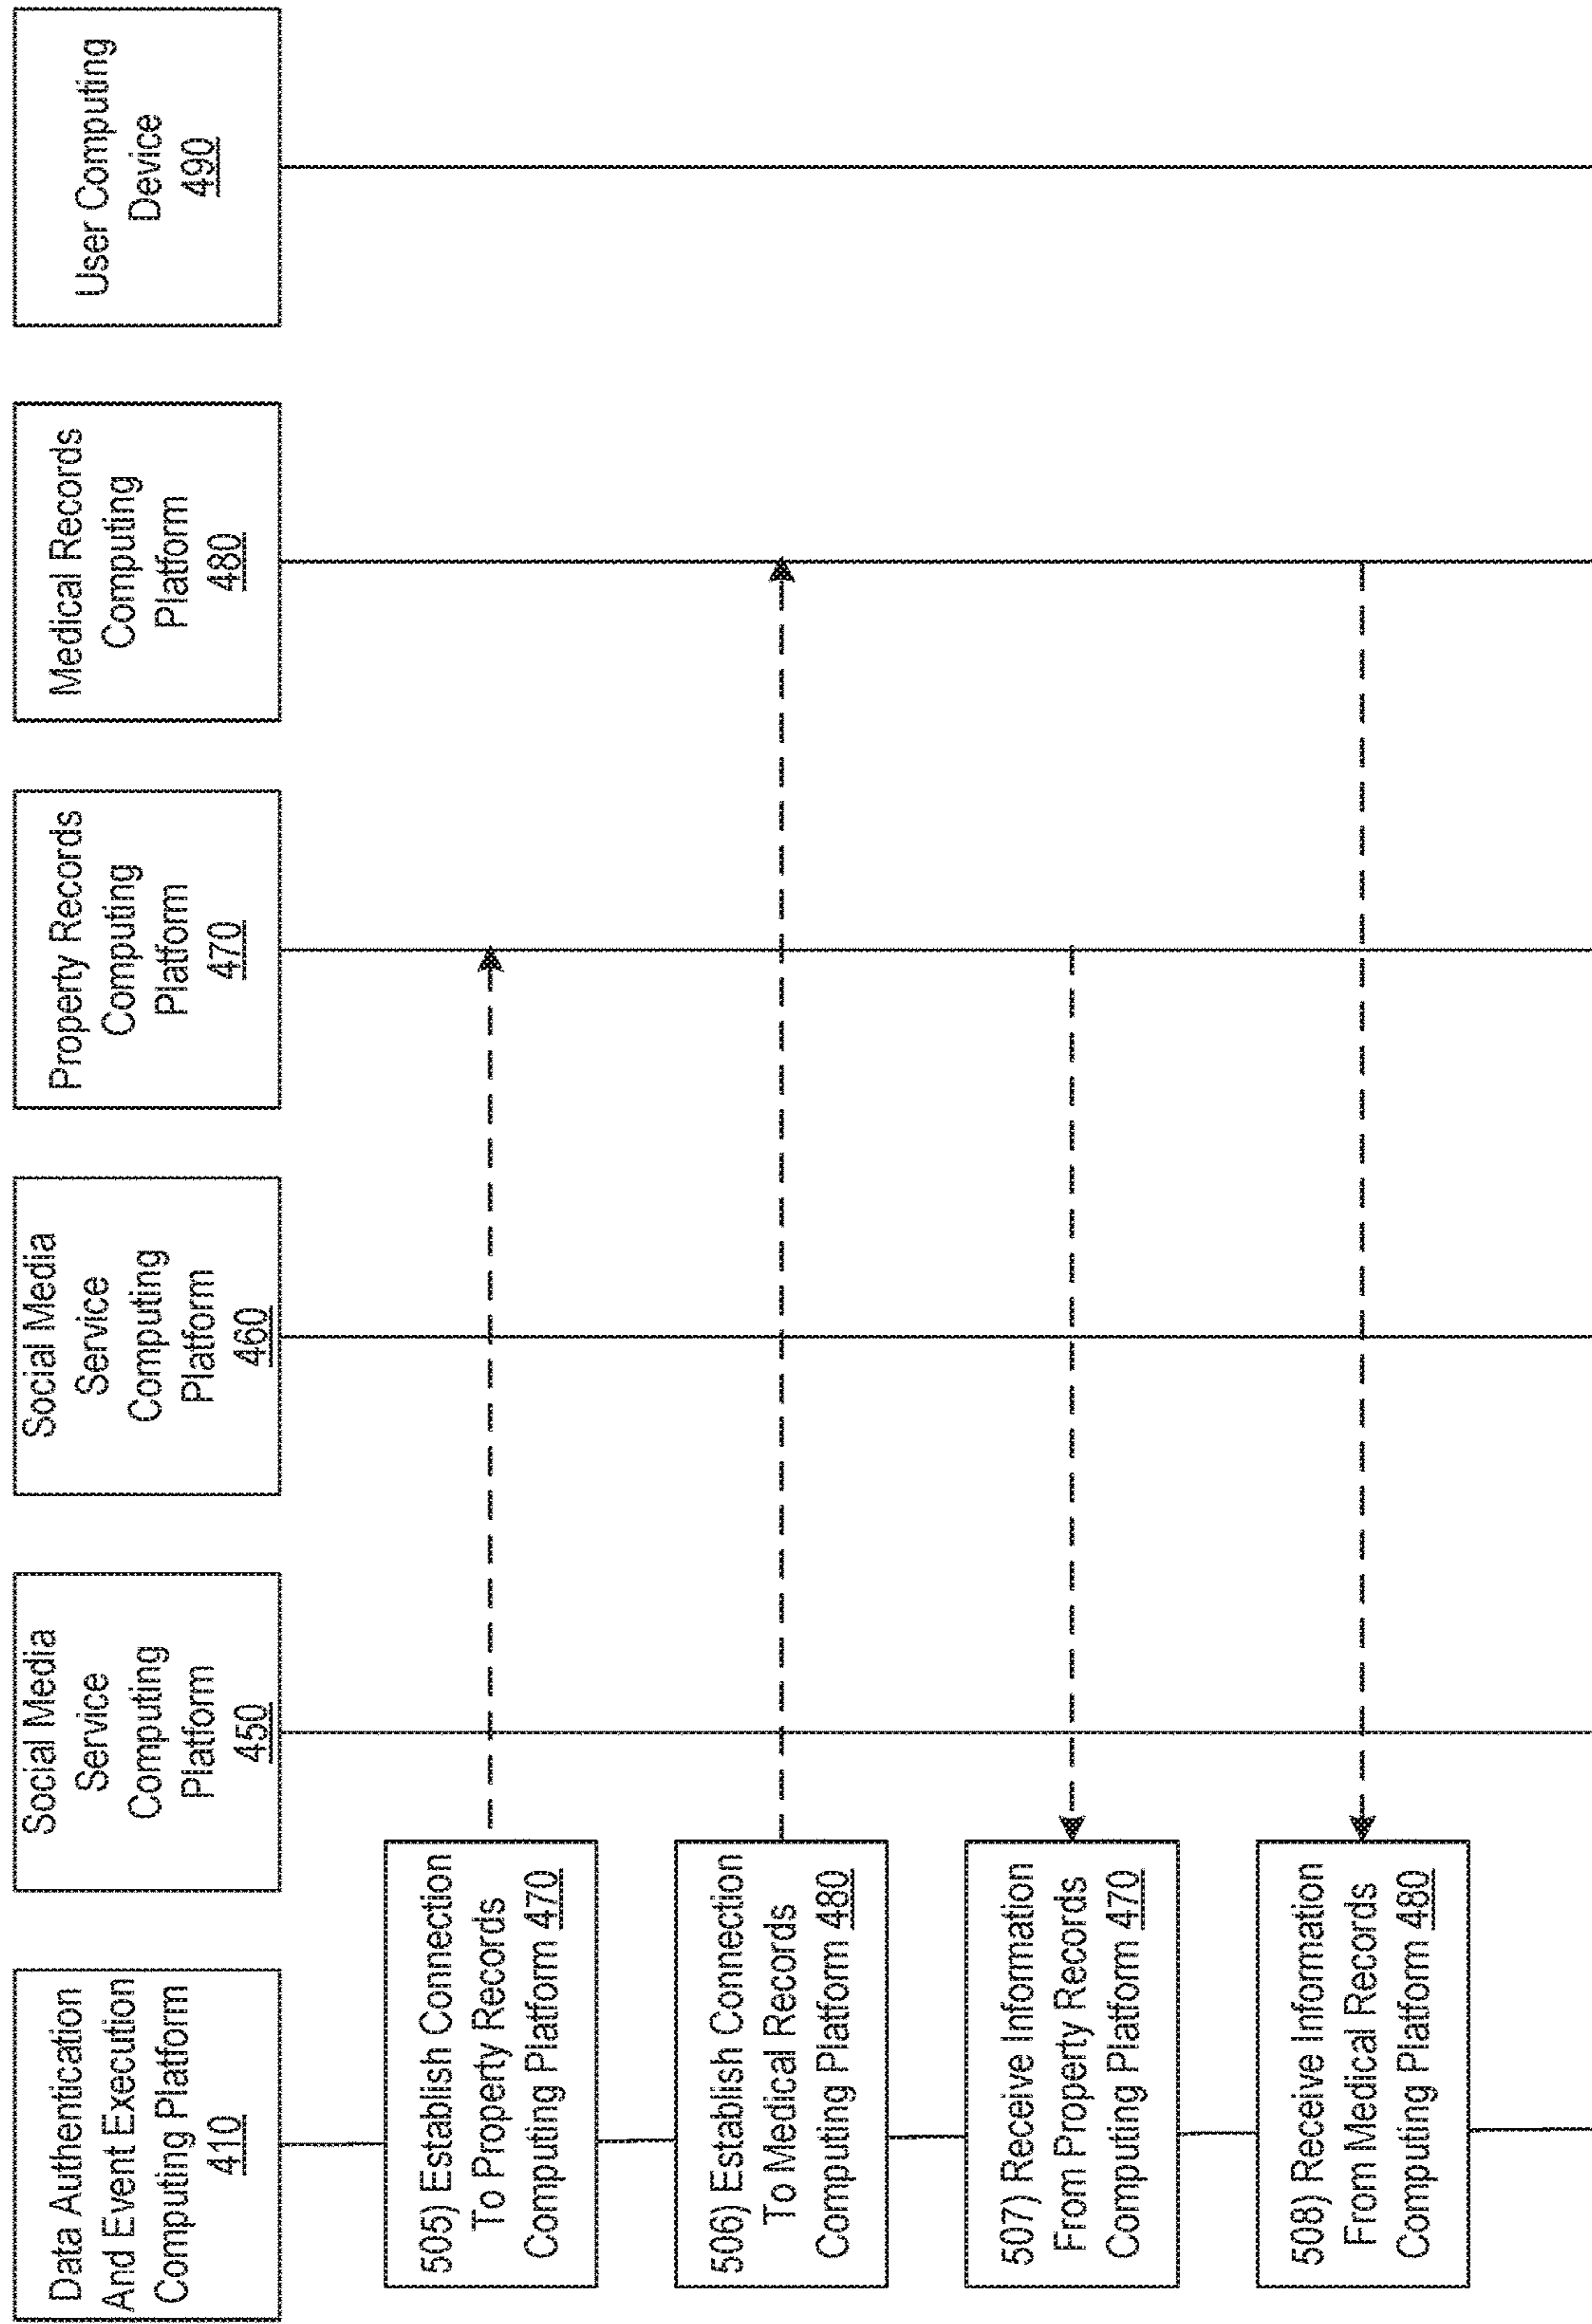 Data Authentication
And Event Execution
Computing Platform
410
Social Media
Service
Computing
Platform
450
Social Media
Service
Computing
Platform
460
Property Records
Computing
Platform
470
Medical Records
Computing
Platform
480
User Computing
Device
490
505) Establish Connection
To Property Records
Computing Platform 470
506) Establish Connection
To Medical Records
Computing Platform 480
507) Receive Information
From Property Records
Computing Platform 470
508) Receive Information
From Medical Records
Computing Platform 480